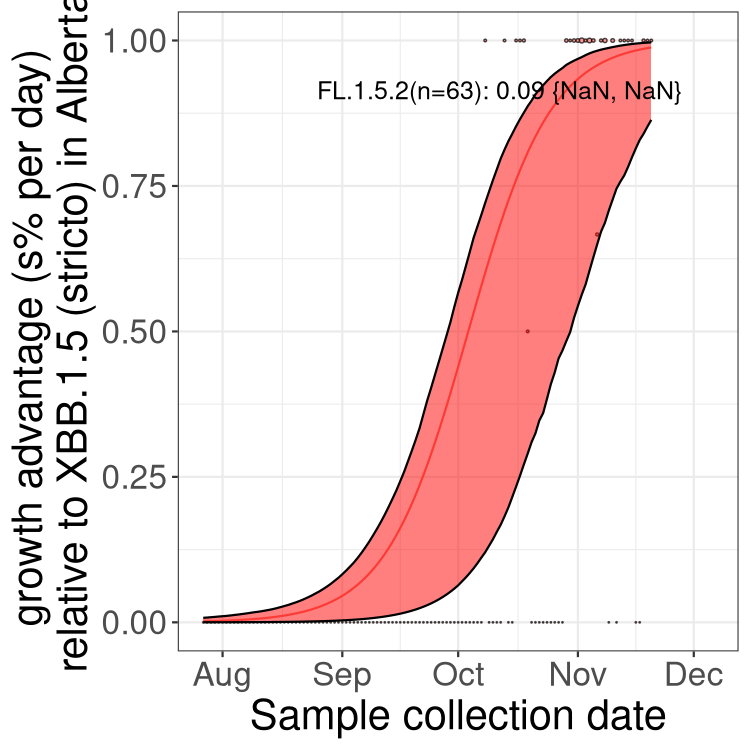 growth advantage (s% per day)
relative to XBB.1.5 (stricto) in Alberta
1.00
0.75
0.50
0.25
0.00
FL.1.5.2(n=63): 0.09 {NaN, NaN}
Aug Sep Oct Nov Dec
Sample collection date